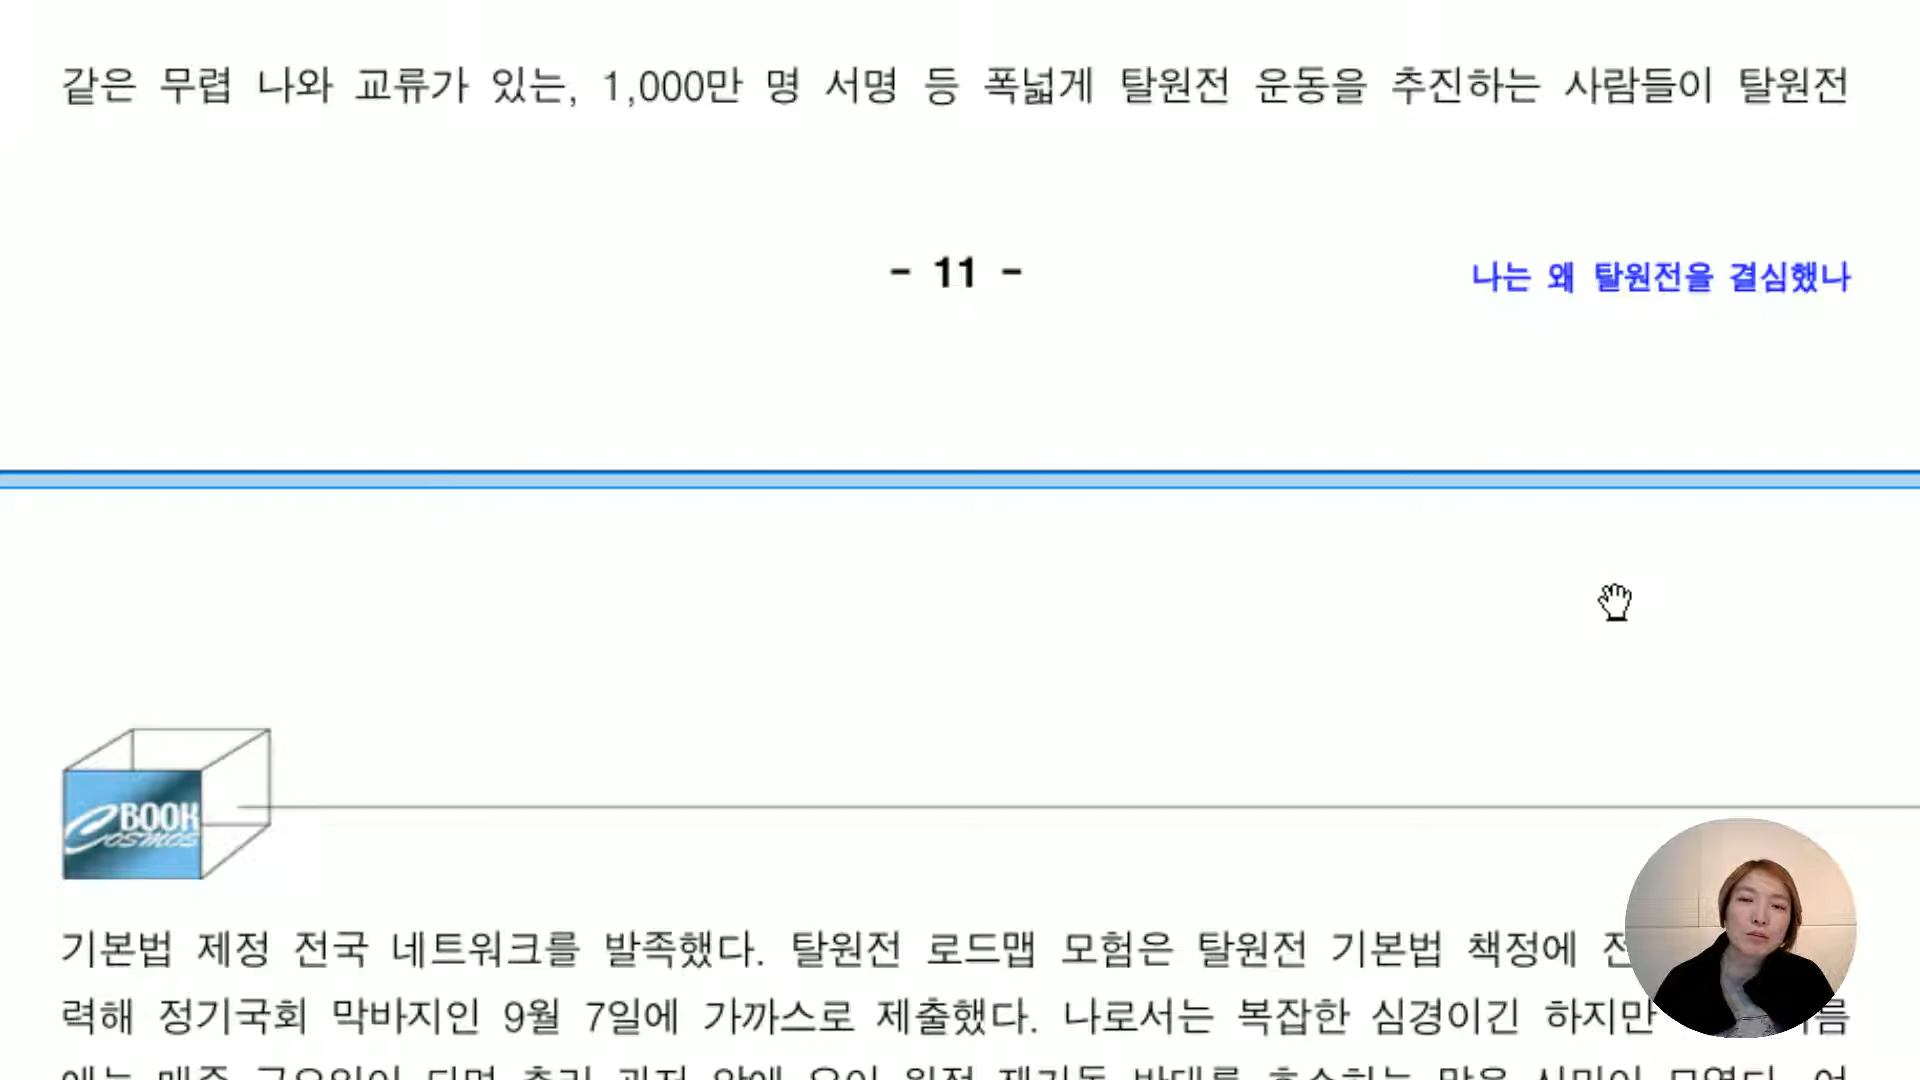 같은 무렵 나와 교류가 있는, 1,000만 명 서명 등 폭넓게 탈원전 운동을 추진하는 사람들이 탈원전
- 11 -
나는 왜 탈원전을 결심했나
BOOK
COSMOS
기본법 제정 전국 네트워크를 발족했다. 탈원전 로드맵 모험은 탈원전 기본법 책정에
력해 정기국회 막바지인 9월 7일에 가까스로 제출했다. 나로서는 복잡한 심경이긴 하지만